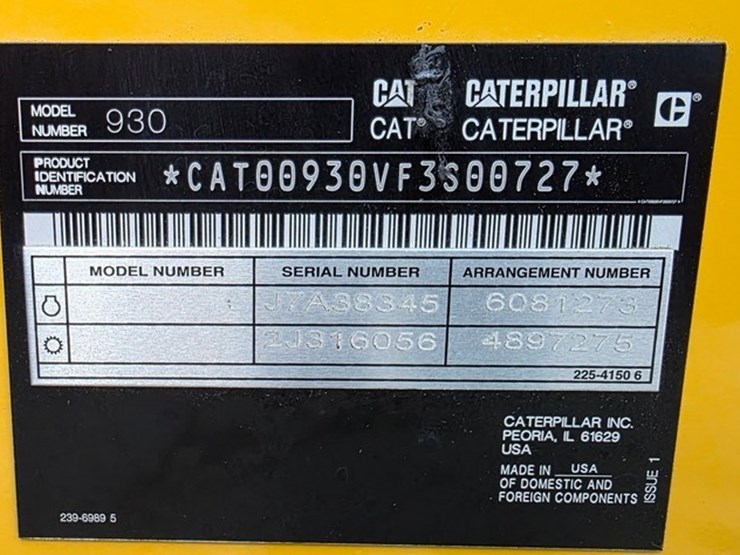 MODEL NUMBER 930
CAT CATERPILLAR®
CAT® CATERPILLAR®
PRODUCT IDENTIFICATION NUMBER *CAT00930VF3S00727*
MODEL NUMBER SERIAL NUMBER ARRANGEMENT NUMBER
J7A38345 6081273
2J316056 4897275
225-4150 6
CATERPILLAR INC.
PEORIA, IL 61629
USA
MADE IN USA
OF DOMESTIC AND
FOREIGN COMPONENTS
ISSUE 1
239-6989 5